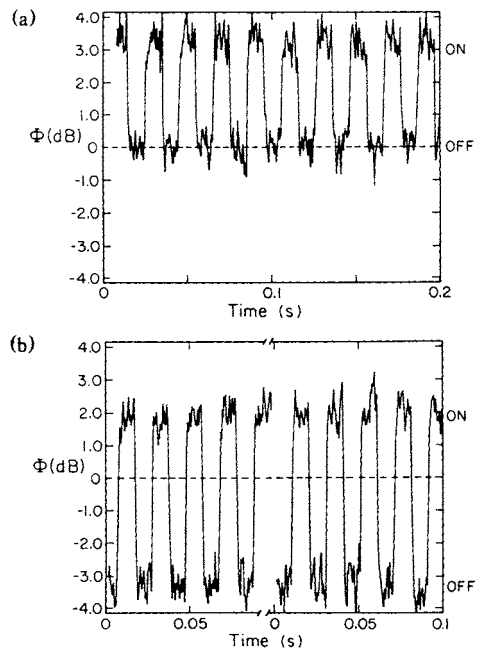 (a)
4.0
3.0 ON
2.0
1.0
Φ(dB)
0 OFF
-1.0
-2.0
-3.0
-4.0
0 0.1 0.2
Time (s)
(b)
4.0
3.0
2.0 ON
1.0
Φ(dB)
0
-1.0
-2.0
-3.0
-4.0 OFF
0 0.05 0 0.05 0.1
Time (s) Time (s)